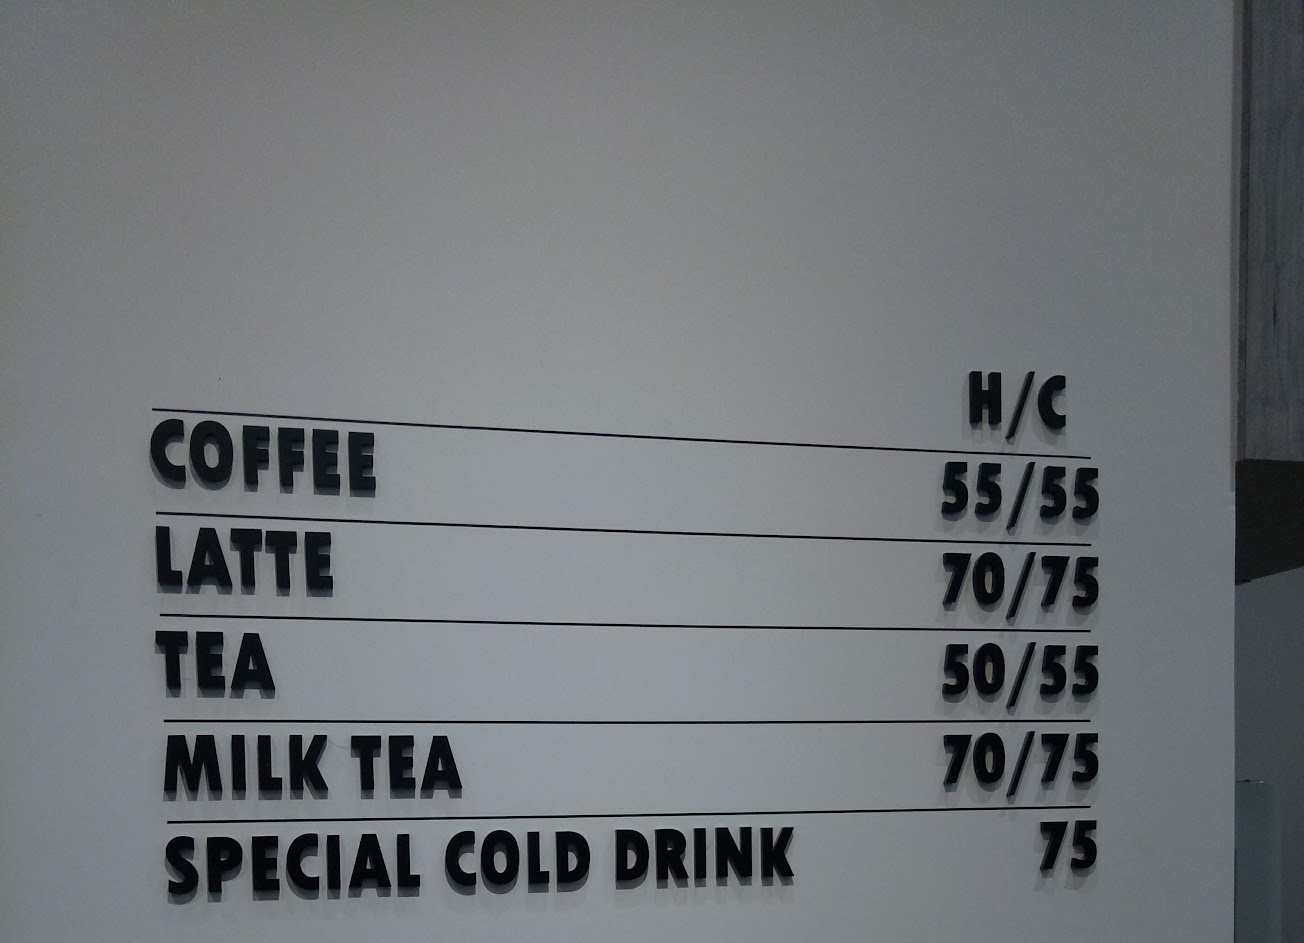 H/C
COFFEE 55/55
LATTE 70/75
TEA 50/55
MILK TEA 70/75
SPECIAL COLD DRINK 75